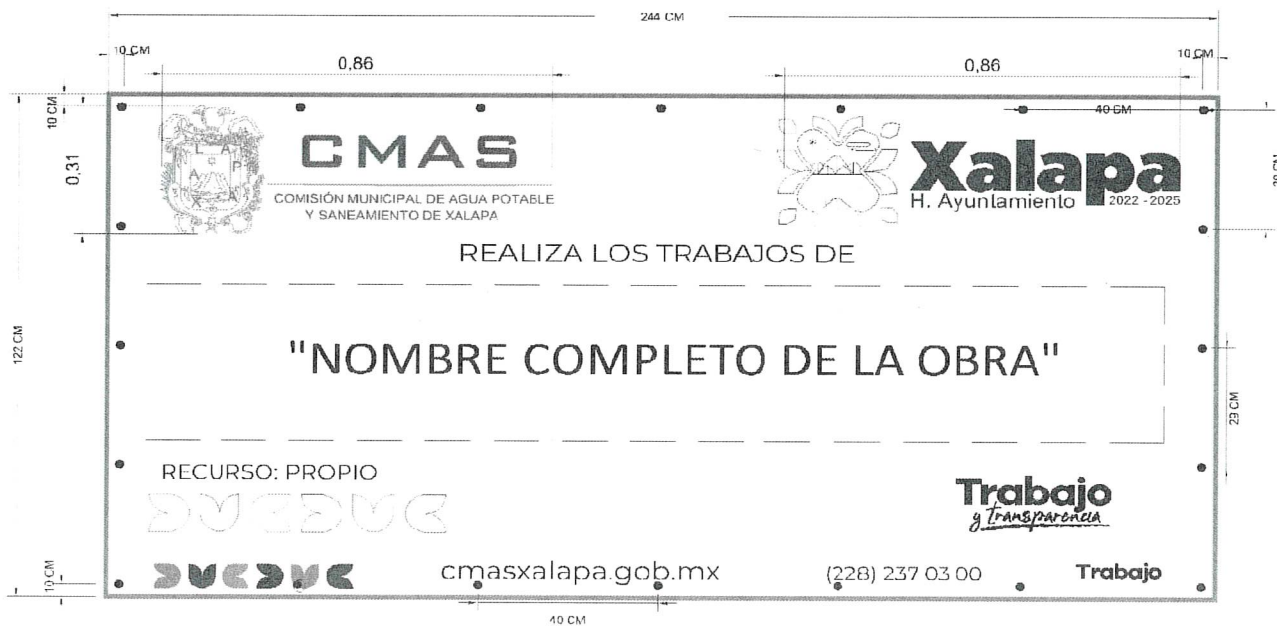 244 CM
10 CM
10 CM
0,86
0,86
10 CM
40 CM
0,31
CMAS
COMISIÓN MUNICIPAL DE AGUA POTABLE
Y SANEAMIENTO DE XALAPA
Xalapa
H. Ayuntamiento 2022 - 2025
REALIZA LOS TRABAJOS DE
122 CM
"NOMBRE COMPLETO DE LA OBRA"
29 CM
RECURSO: PROPIO
Trabajo
y transparencia
10 CM
cmasxalapa.gob.mx
(228) 237 03 00
Trabajo
40 CM